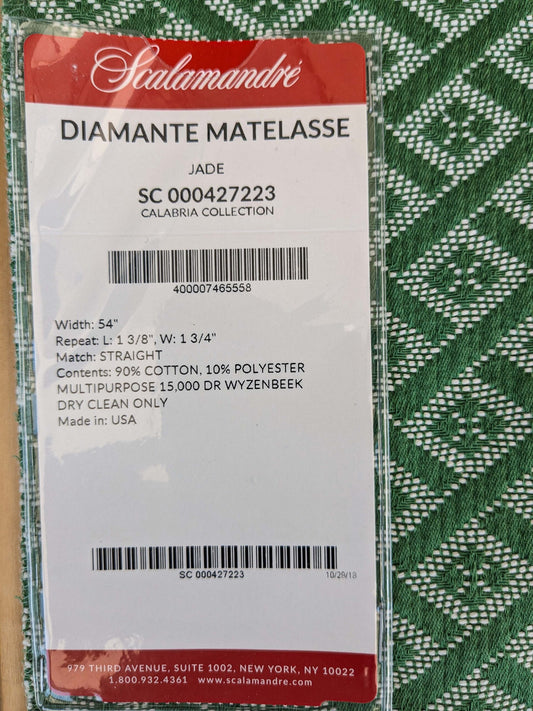 Scalamandré
DIAMANTE MATELASSE
JADE
SC 000427223
CALABRIA COLLECTION
400007465558
Width: 54"
Repeat: L: 1 3/8", W: 1 3/4"
Match: STRAIGHT
Contents: 90% COTTON, 10% POLYESTER
MULTIPURPOSE 15,000 DR WYZENBEEK
DRY CLEAN ONLY
Made in: USA
SC 000427223 10/29/18
979 THIRD AVENUE, SUITE 1002, NEW YORK, NY 10022
1.800.932.4361 www.scalamandre.com